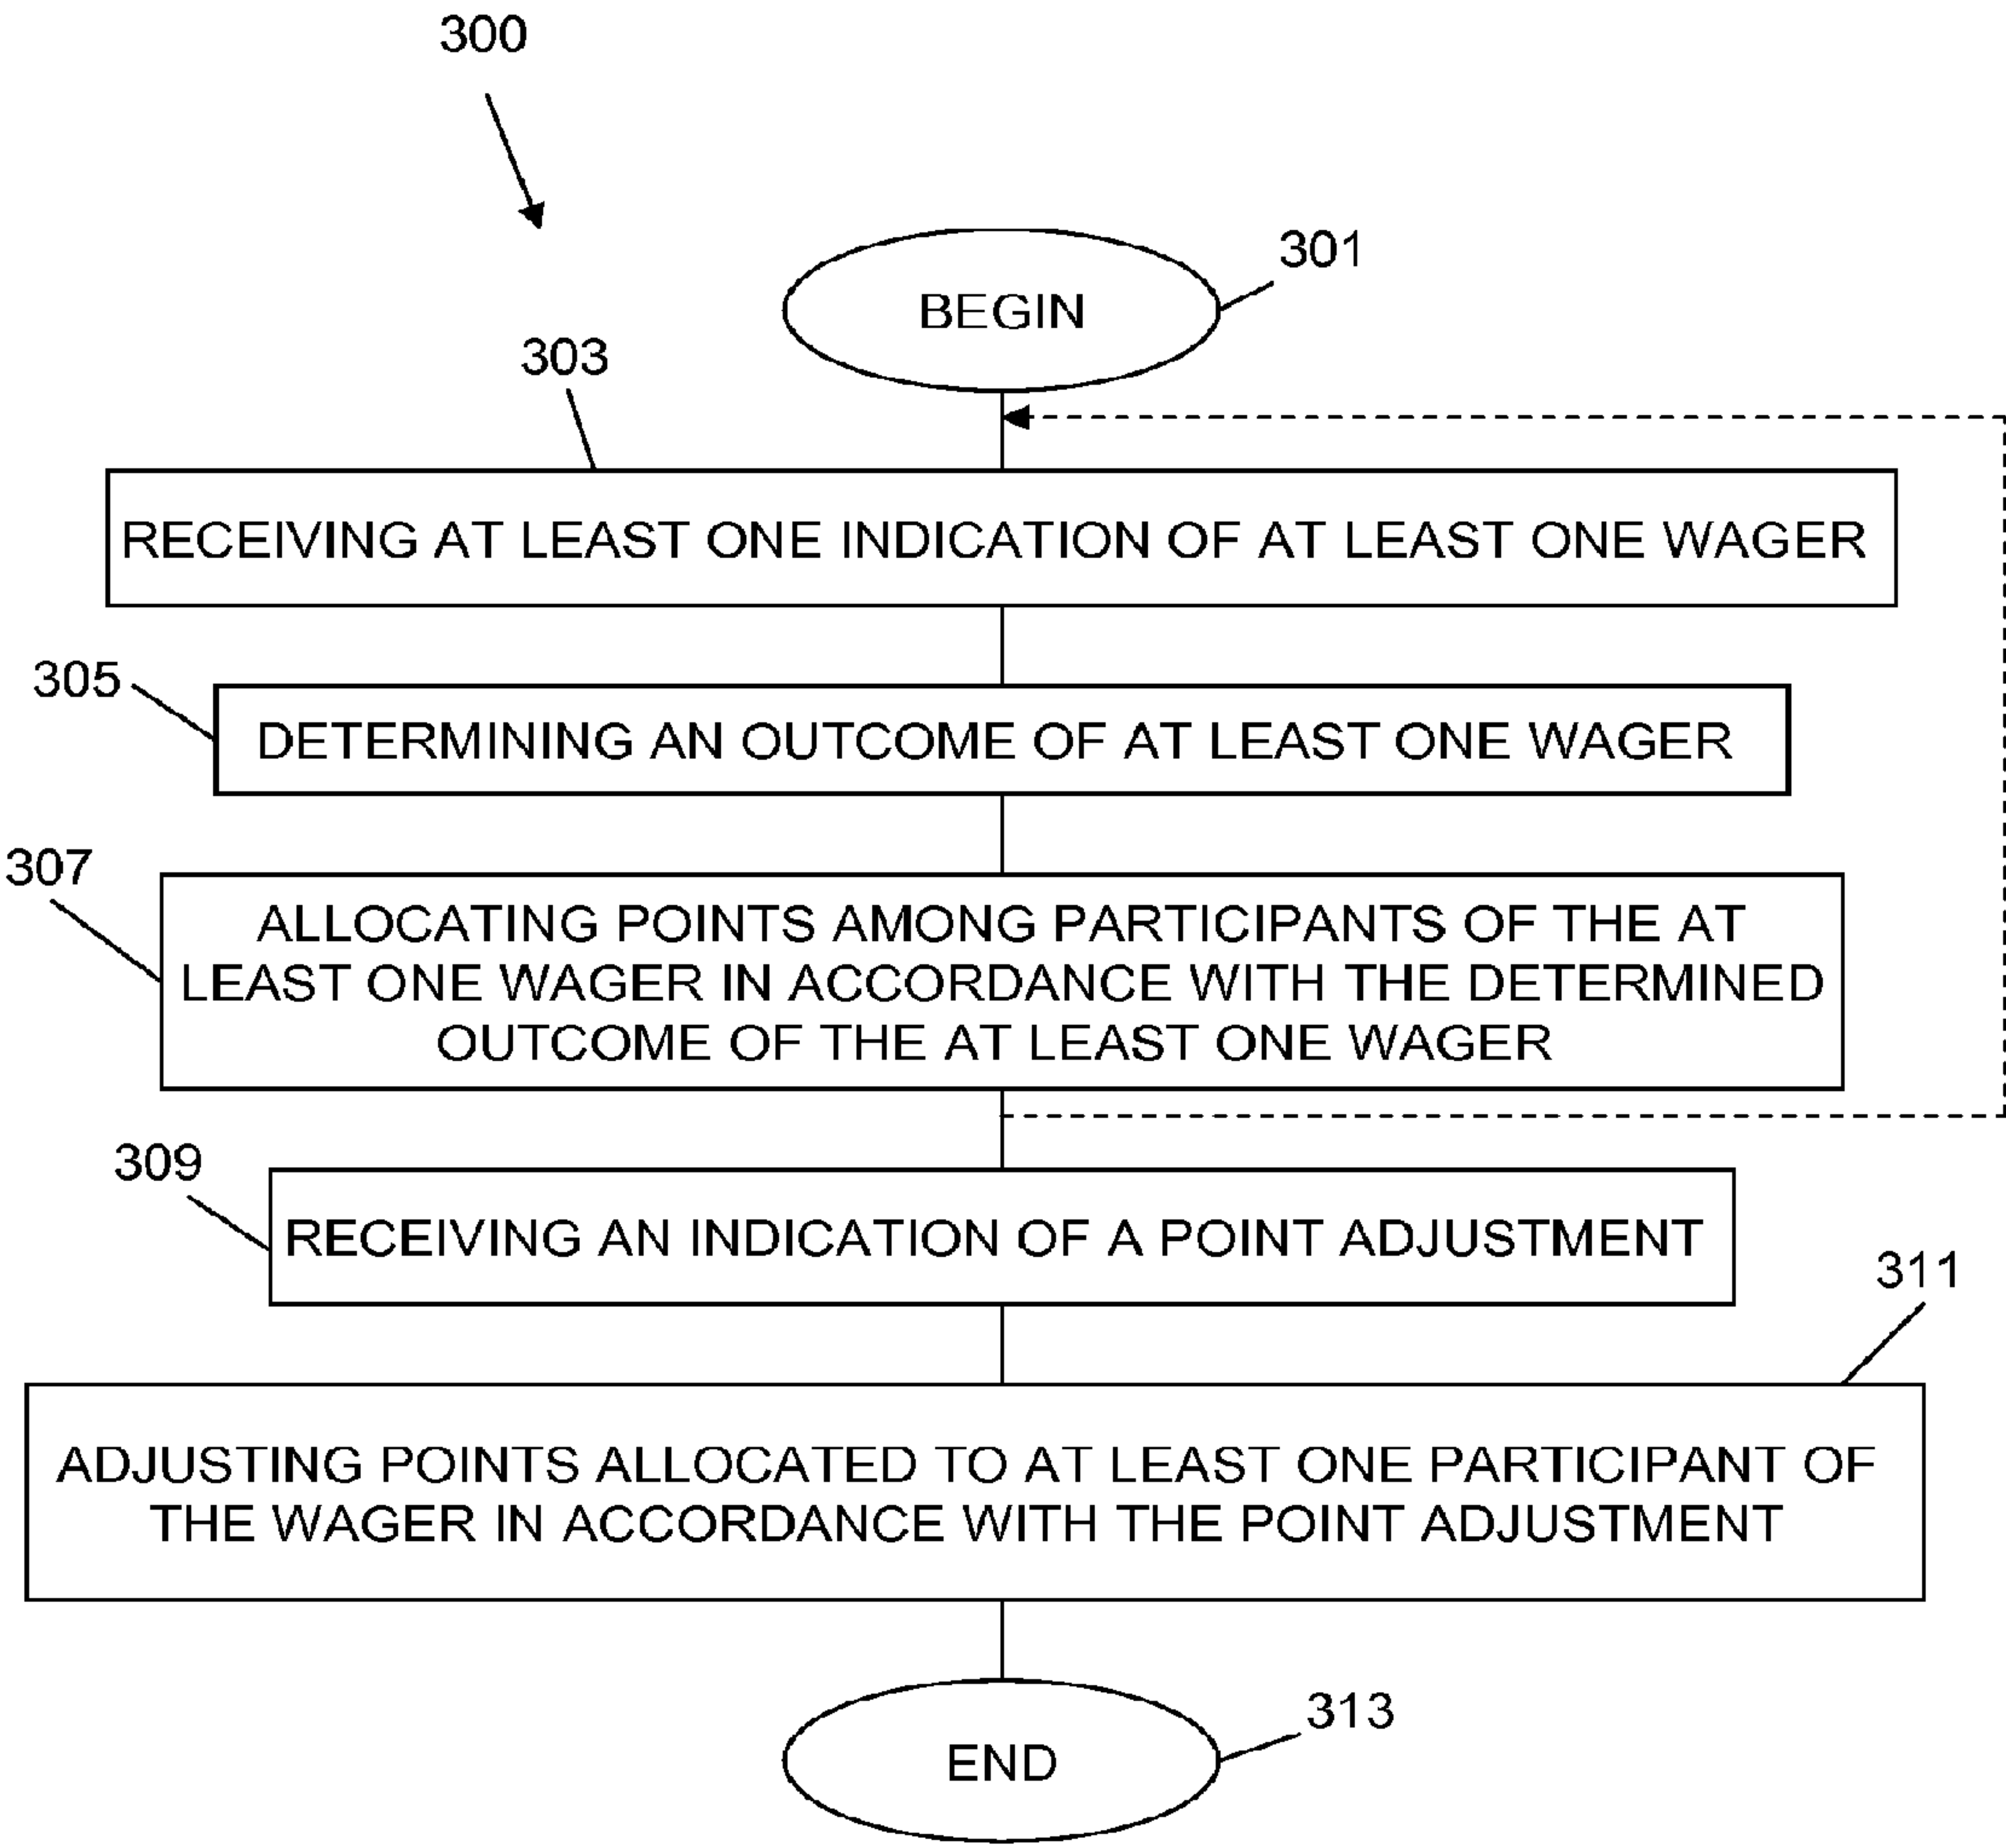 300
301
BEGIN
303
RECEIVING AT LEAST ONE INDICATION OF AT LEAST ONE WAGER
305
DETERMINING AN OUTCOME OF AT LEAST ONE WAGER
307
ALLOCATING POINTS AMONG PARTICIPANTS OF THE AT
LEAST ONE WAGER IN ACCORDANCE WITH THE DETERMINED
OUTCOME OF THE AT LEAST ONE WAGER
309
RECEIVING AN INDICATION OF A POINT ADJUSTMENT
311
ADJUSTING POINTS ALLOCATED TO AT LEAST ONE PARTICIPANT OF
THE WAGER IN ACCORDANCE WITH THE POINT ADJUSTMENT
313
END